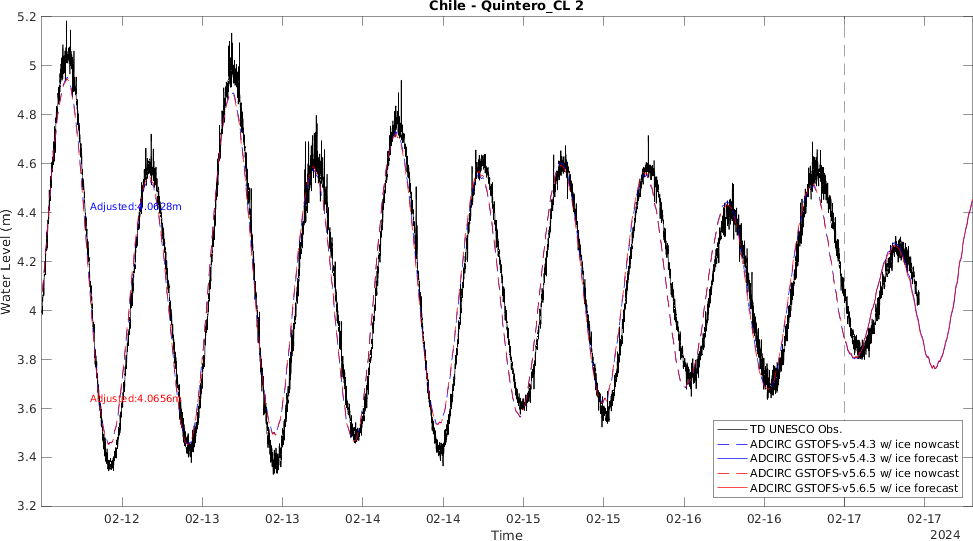 Chile - Quintero_CL 2
5.2
5
4.8
4.6
4.4
4.2
4
3.8
3.6
3.4
3.2
Water Level (m)
Adjusted:4.0628m
Adjusted:4.0656m
TD UNESCO Obs.
ADCIRC GSTOFS-v5.4.3 w/ ice nowcast
ADCIRC GSTOFS-v5.4.3 w/ ice forecast
ADCIRC GSTOFS-v5.6.5 w/ ice nowcast
ADCIRC GSTOFS-v5.6.5 w/ ice forecast
02-12 02-13 02-13 02-14 02-14 02-15 02-15 02-16 02-16 02-17 02-17
Time
2024